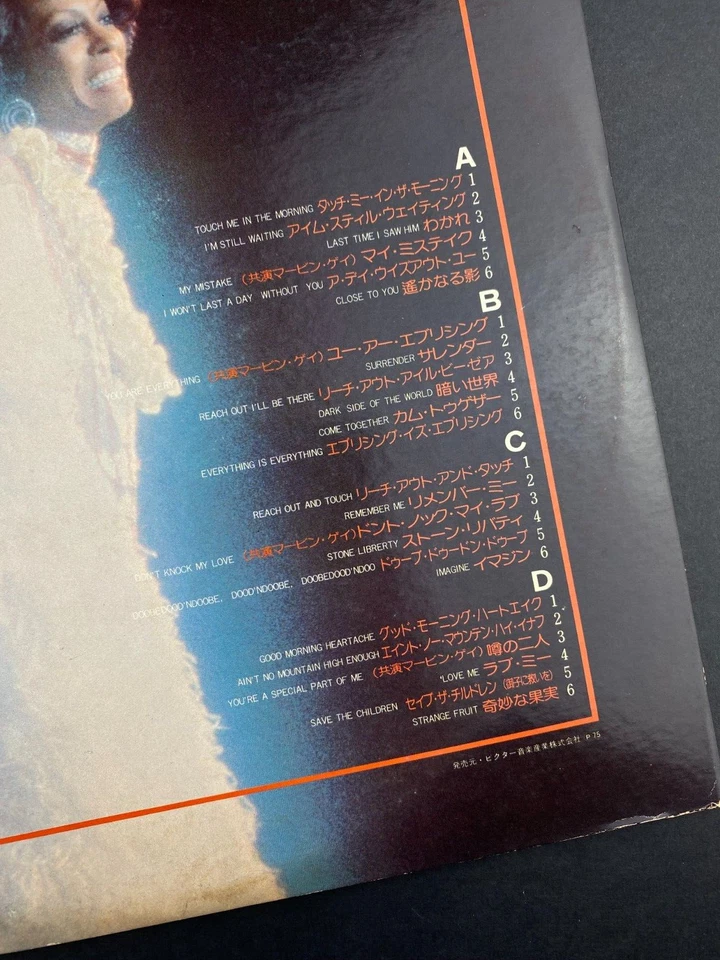 A
TOUCH ME IN THE MORNING タッチ・ミー・イン・ザ・モーニング 1
I'M STILL WAITING アイム・スティル・ウェイティング 2
LAST TIME I SAW HIM わかれ 3
MY MISTAKE (共演マービン・ゲイ) マイ・ミステイク 4
I WON'T LAST A DAY WITHOUT YOU ア・デイ・ウイズアウト・ユー 5
CLOSE TO YOU 遙かなる影 6
B
YOU ARE EVERYTHING (共演マービン・ゲイ) ユー・アー・エブリシング 1
SURRENDER サレンダー 2
REACH OUT I'LL BE THERE リーチ・アウト・アイル・ビー・ゼア 3
DARK SIDE OF THE WORLD 暗い世界 4
COME TOGETHER カム・トゥゲザー 5
EVERYTHING IS EVERYTHING エブリシング・イズ・エブリシング 6
C
REACH OUT AND TOUCH リーチ・アウト・アンド・タッチ 1
REMEMBER ME リメンバー・ミー 2
DON'T KNOCK MY LOVE (共演マービン・ゲイ) ドント・ノック・マイ・ラブ 3
STONE LIBRERTY ストーン・リバティ 4
DOOBEDOOD'NDOOBE, DOOD'NDOOBE, DOOBEDOOD'NDOO ドゥーブ・ドゥードン・ドゥーブ 5
IMAGINE イマジン 6
D
GOOD MORNING HEARTACHE グッド・モーニング・ハートエイク 1
AIN'T NO MOUNTAIN HIGH ENOUGH エイント・ノー・マウンテン・ハイ・イナフ 2
YOU'RE A SPECIAL PART OF ME (共演マービン・ゲイ) 噂の二人 3
'LOVE ME ラブ・ミー 4
SAVE THE CHILDREN セイブ・ザ・チルドレン (御子に救いを) 5
STRANGE FRUIT 奇妙な果実 6
発売元・ビクター音楽産業株式会社 P 75